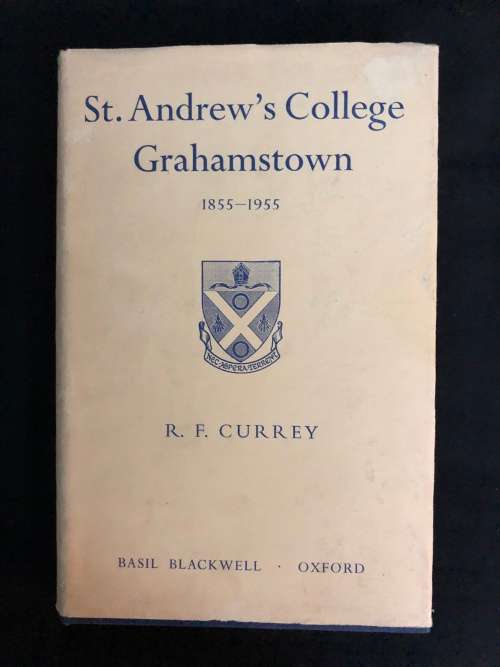 St. Andrew's College
Grahamstown
1855–1955
NEC ASPERA TERRENT
R. F. CURREY
BASIL BLACKWELL · OXFORD